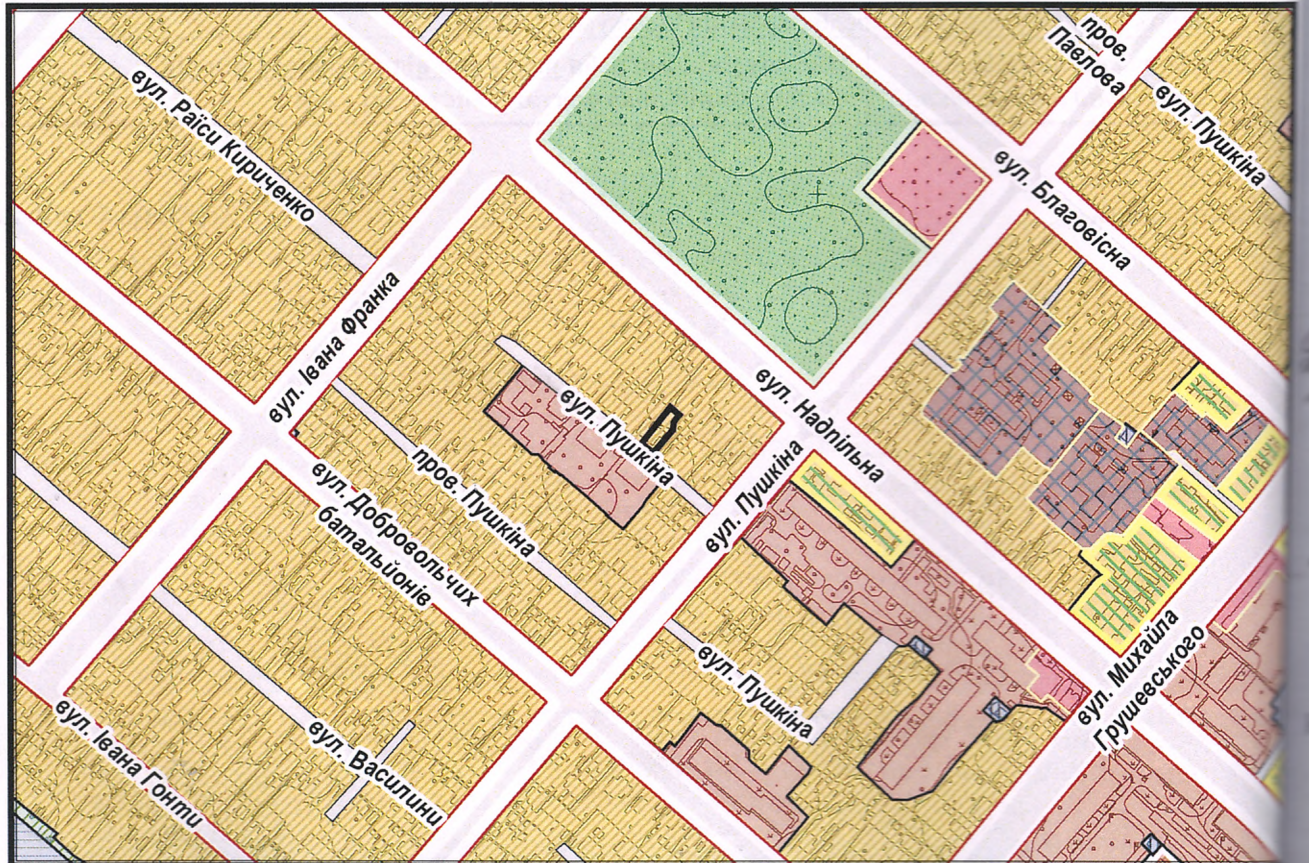 пров.
Павлова
вул. Пушкіна
вул. Раїси Кириченко
вул. Благовісна
вул. Івана Франка
вул. Надпільна
вул. Пушкіна
пров. Пушкіна
вул. Пушкіна
вул. Добровольчих
батальйонів
вул. Пушкіна
вул. Михайла
Грушевського
вул. Івана Гонти
вул. Василини